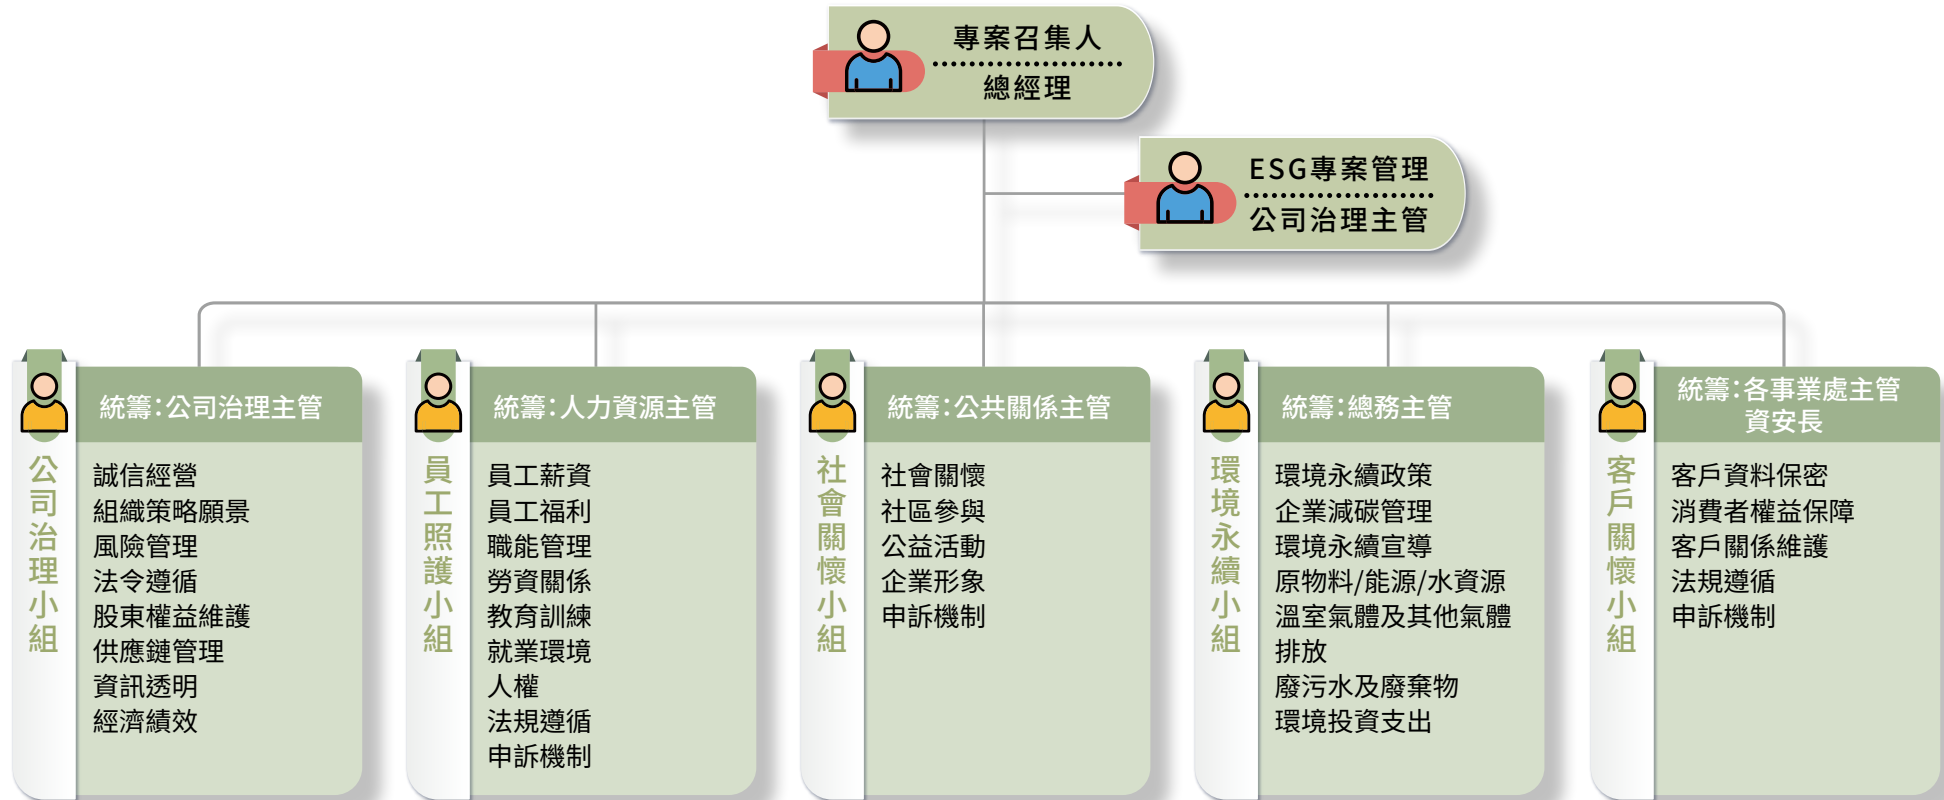 專案召集人
總經理
ESG專案管理
公司治理主管
公司治理小組
統籌：公司治理主管
誠信經營
組織策略願景
風險管理
法令遵循
股東權益維護
供應鏈管理
資訊透明
經濟績效
員工照護小組
統籌：人力資源主管
員工薪資
員工福利
職能管理
勞資關係
教育訓練
就業環境
人權
法規遵循
申訴機制
社會關懷小組
統籌：公共關係主管
社會關懷
社區參與
公益活動
企業形象
申訴機制
環境永續小組
統籌：總務主管
環境永續政策
企業減碳管理
環境永續宣導
原物料/能源/水資源
溫室氣體及其他氣體
排放
廢污水及廢棄物
環境投資支出
客戶關懷小組
統籌：各事業處主管
資安長
客戶資料保密
消費者權益保障
客戶關係維護
法規遵循
申訴機制